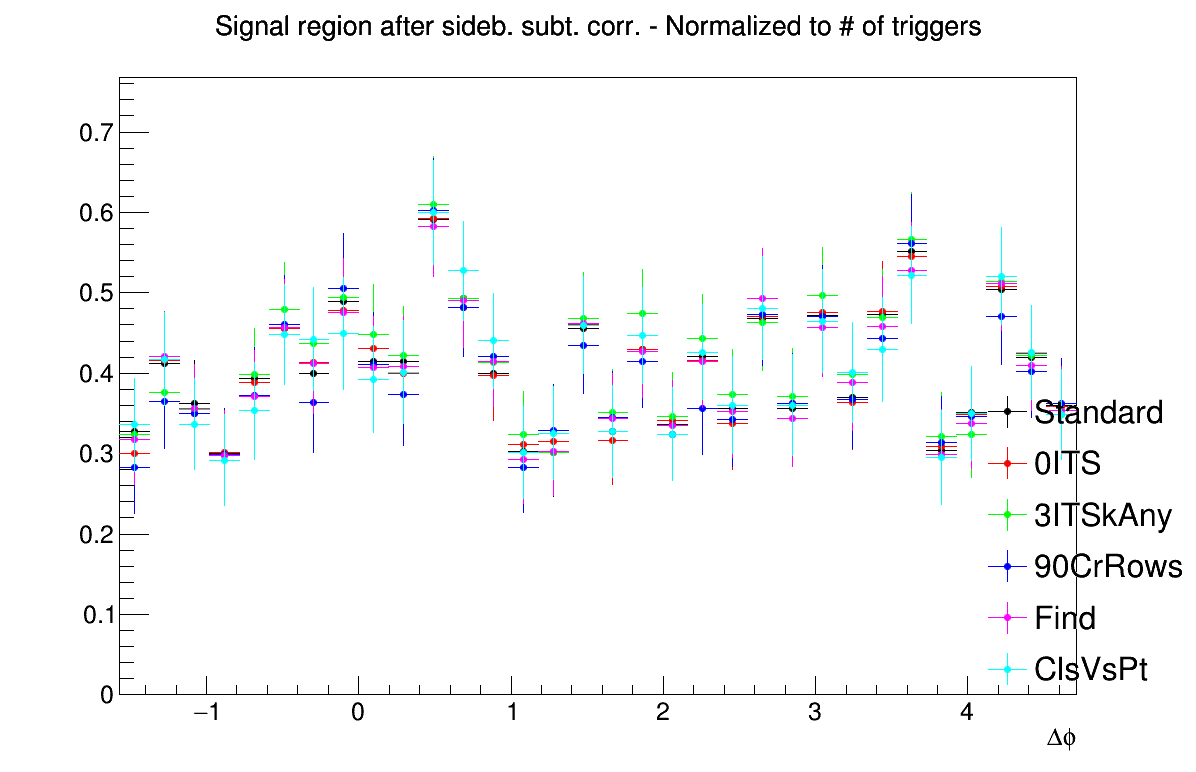 Signal region after sideb. subt. corr. - Normalized to # of triggers
0.7
0.6
0.5
0.4
0.3
0.2
0.1
0
Standard
0ITS
3ITSkAny
90CrRows
Find
ClsVsPt
−1 0 1 2 3 4
Δϕ